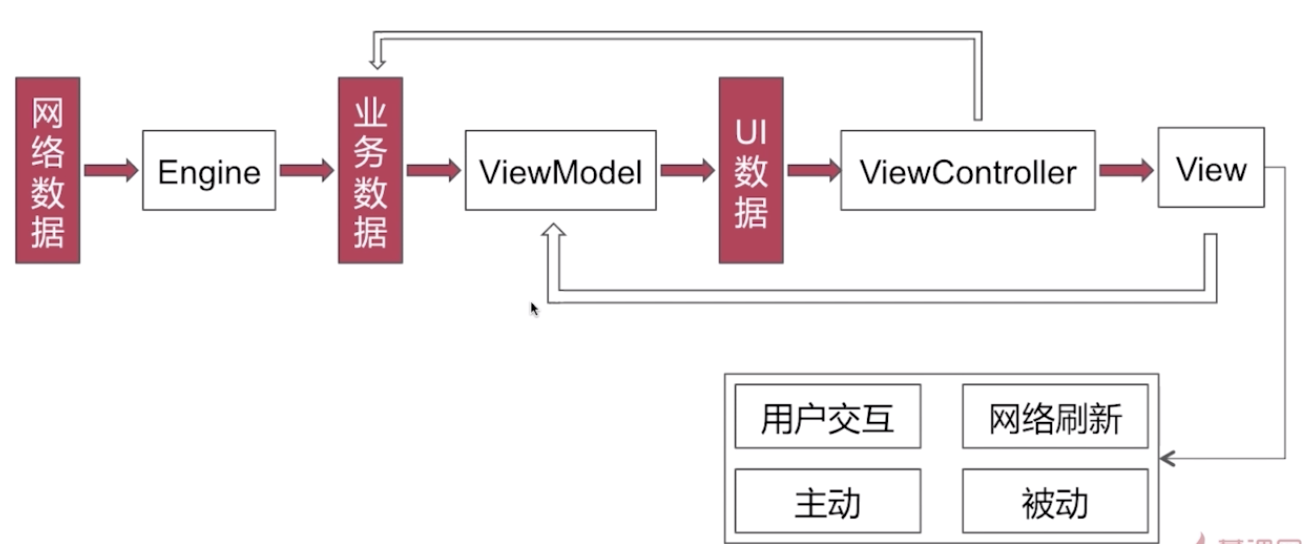 网络数据
Engine
业务数据
ViewModel
UI数据
ViewController
View
用户交互
网络刷新
主动
被动